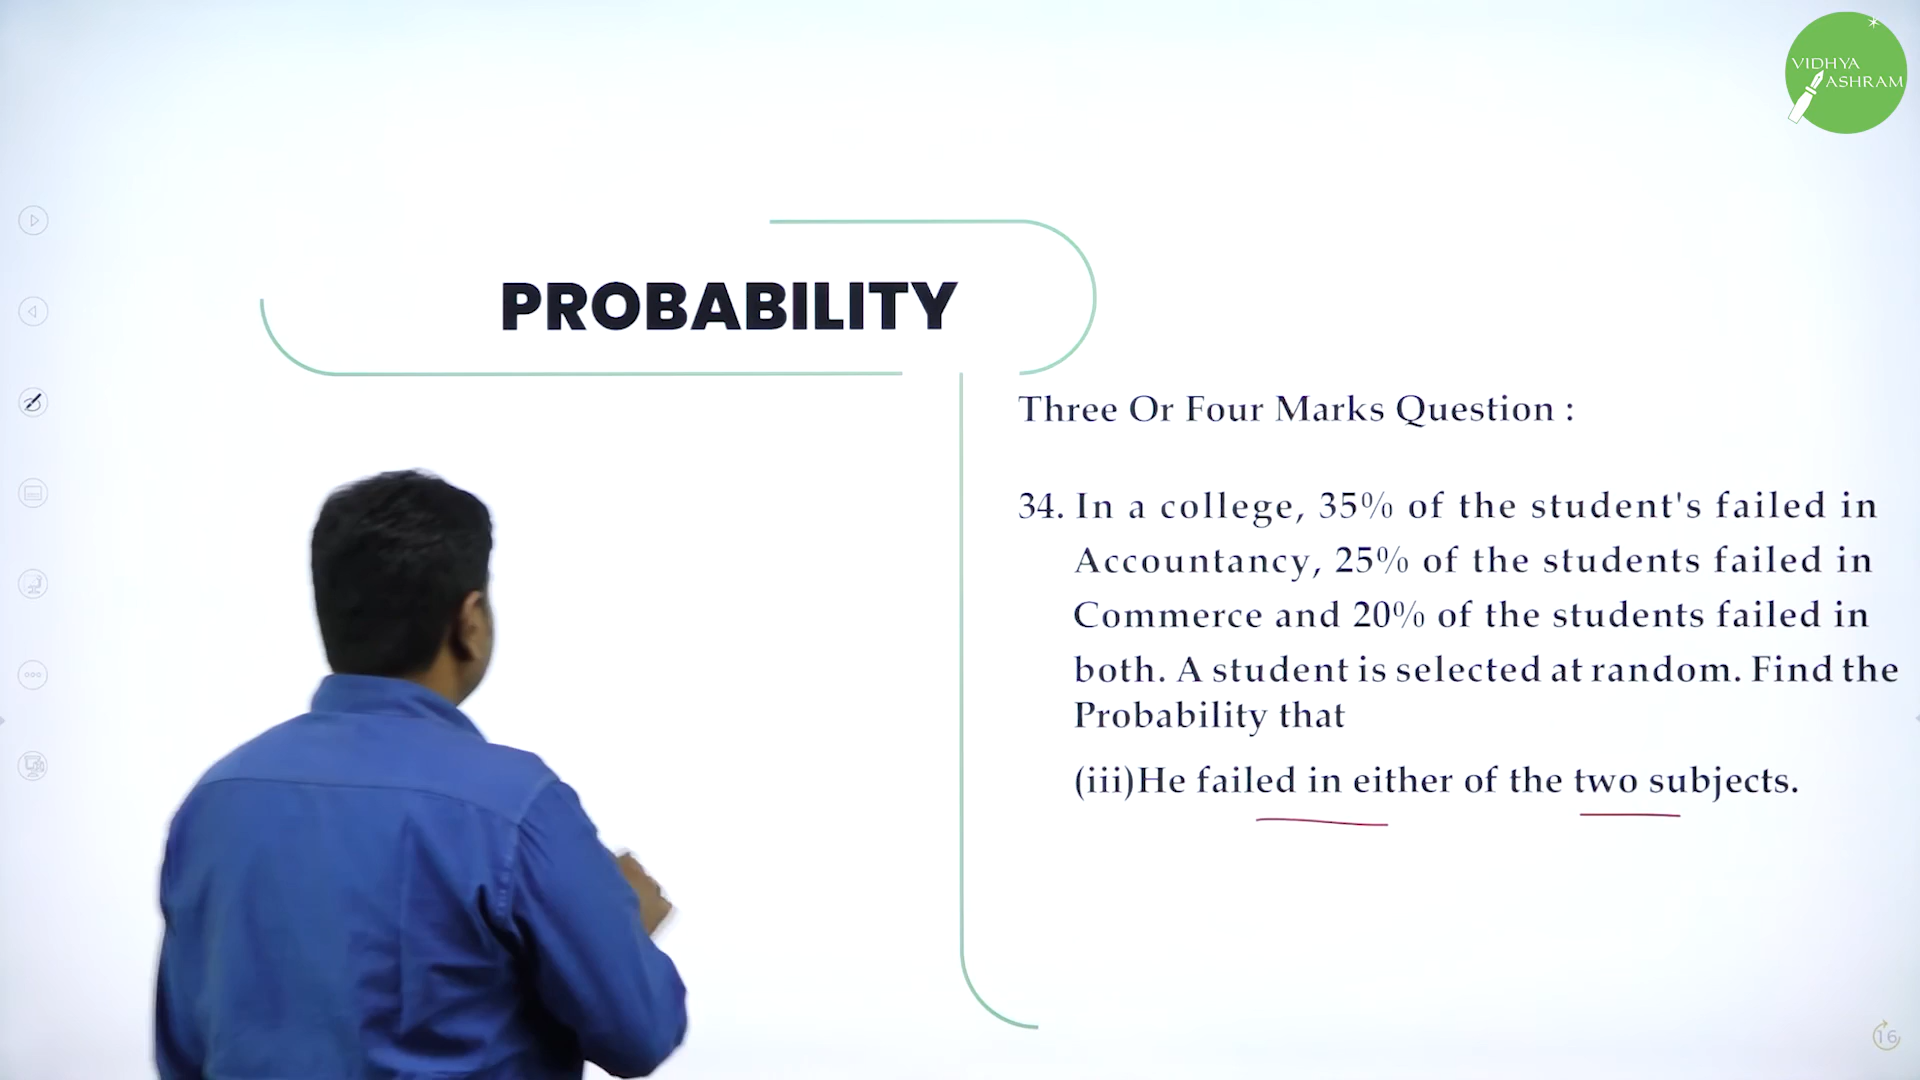 VIDHYA
ASHRAM
PROBABILITY
Three Or Four Marks Question :
34. In a college, 35% of the student's failed in
Accountancy, 25% of the students failed in
Commerce and 20% of the students failed in
both. A student is selected at random. Find the
Probability that
(iii)He failed in either of the two subjects.
16